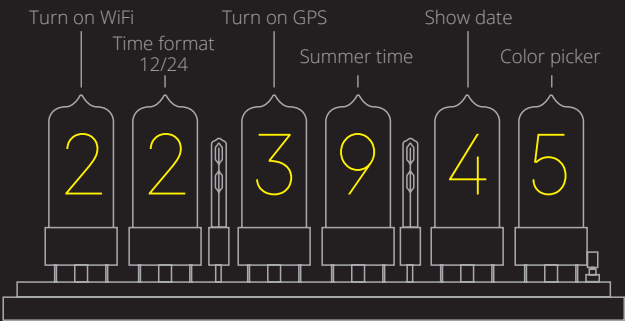 Turn on WiFi
Time format
12/24
Turn on GPS
Summer time
Show date
Color picker
2 2 3 9 4 5